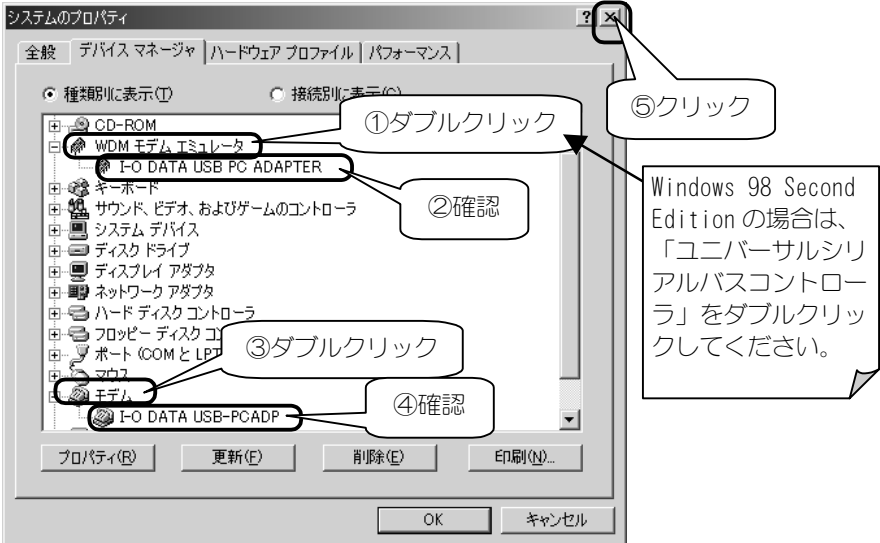 システムのプロパティ
? ×
全般 デバイス マネージャ ハードウェア プロファイル パフォーマンス
種類別に表示(T) 接続別に表示(C)
①ダブルクリック
⑤クリック
CD-ROM
WDM モデム エミュレータ
I-O DATA USB PC ADAPTER
②確認
キーボード
サウンド、ビデオ、およびゲームのコントローラ
システム デバイス
ディスク ドライブ
ディスプレイ アダプタ
ネットワーク アダプタ
ハード ディスク コントローラ
フロッピー ディスク コン
③ダブルクリック
ポート (COM と LPT
マウス
モデム
④確認
I-O DATA USB-PCADP
プロパティ(R) 更新(F) 削除(E) 印刷(N)...
OK キャンセル
Windows 98 Second
Edition の場合は、
「ユニバーサルシリ
アルバスコントロー
ラ」をダブルクリッ
クしてください。